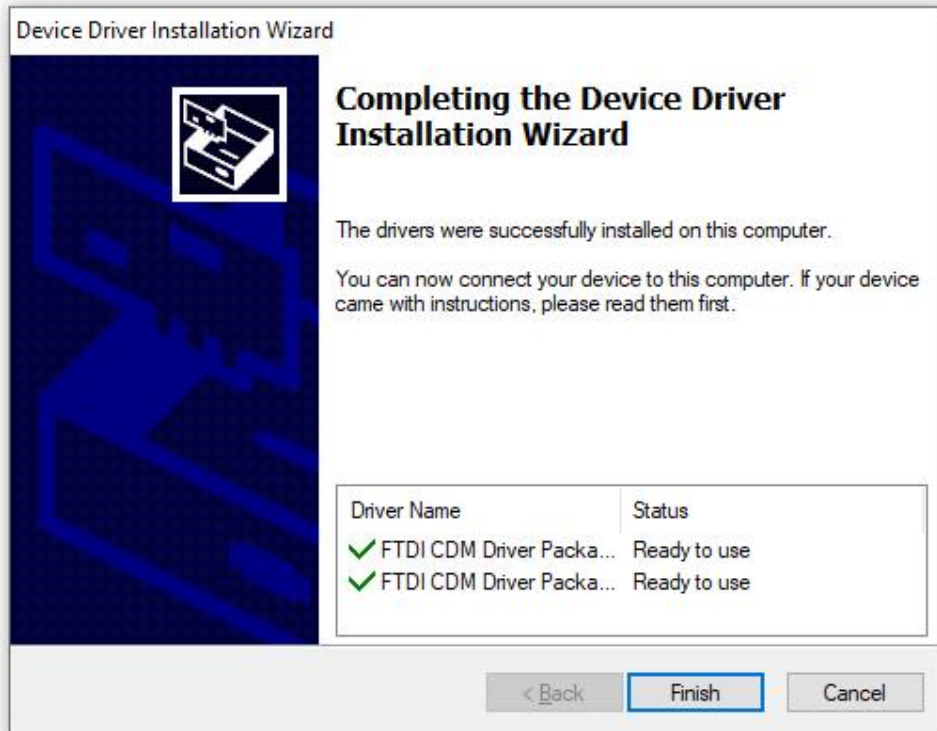 Device Driver Installation Wizard
Completing the Device Driver
Installation Wizard
The drivers were successfully installed on this computer.
You can now connect your device to this computer. If your device
came with instructions, please read them first.
Driver Name Status
FTDI CDM Driver Packa... Ready to use
FTDI CDM Driver Packa... Ready to use
< Back Finish Cancel